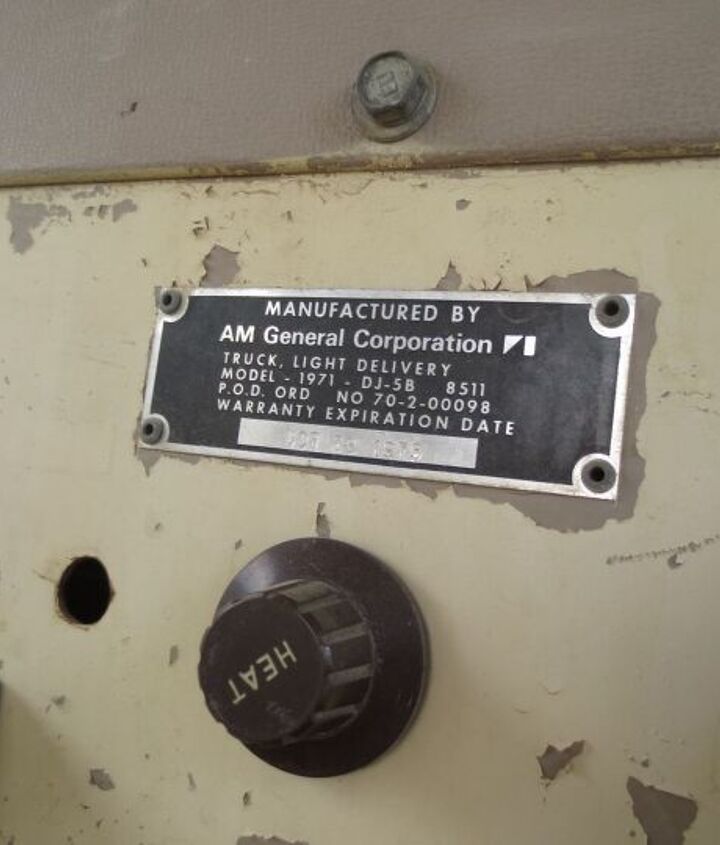 MANUFACTURED BY
AM General Corporation
TRUCK, LIGHT DELIVERY
MODEL - 1971 - DJ-5B 8511
P.O.D. ORD NO 70-2-00098
WARRANTY EXPIRATION DATE
HEAT